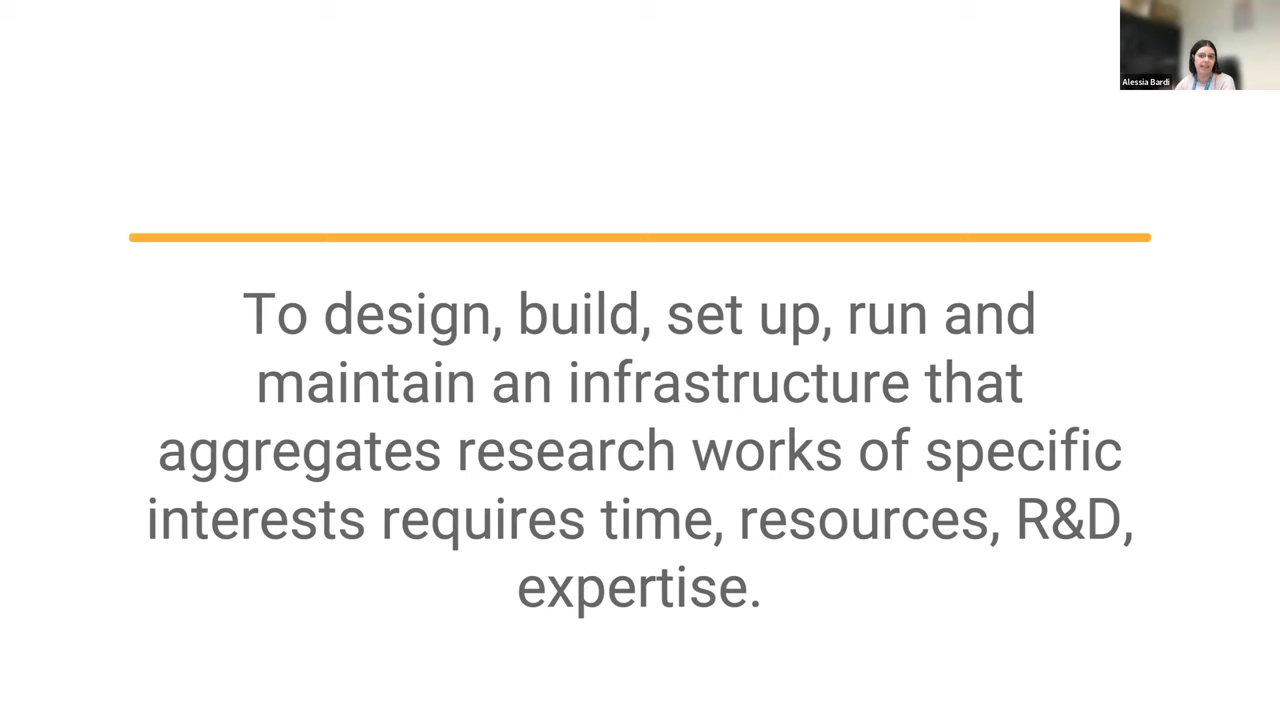 Alessia Bardi
To design, build, set up, run and
maintain an infrastructure that
aggregates research works of specific
interests requires time, resources, R&D,
expertise.